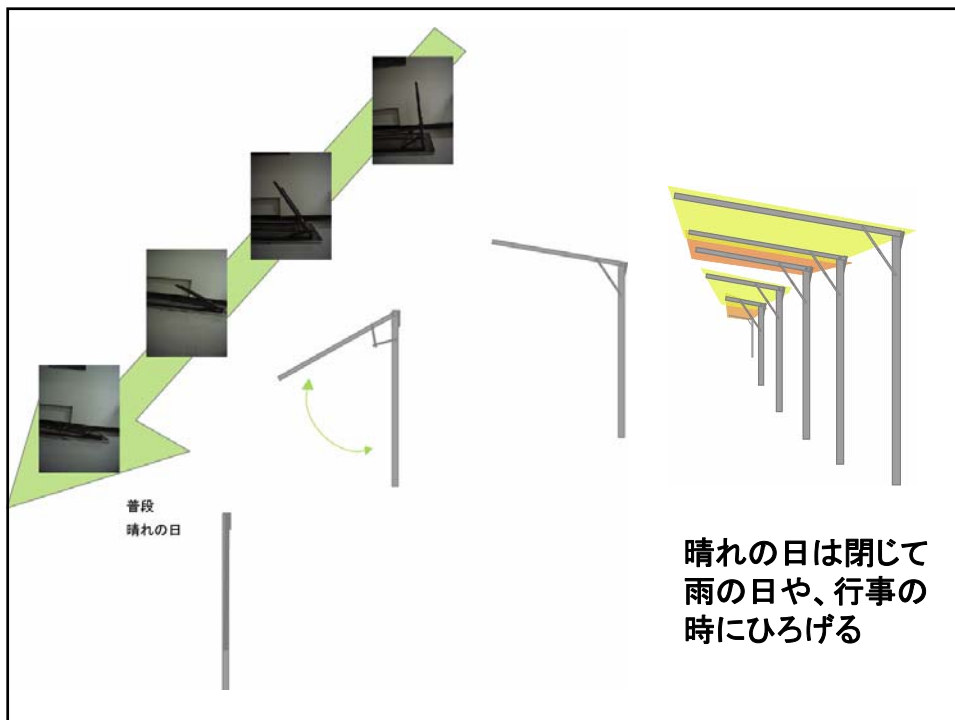 普段
晴れの日
晴れの日は閉じて
雨の日や、行事の
時にひろげる